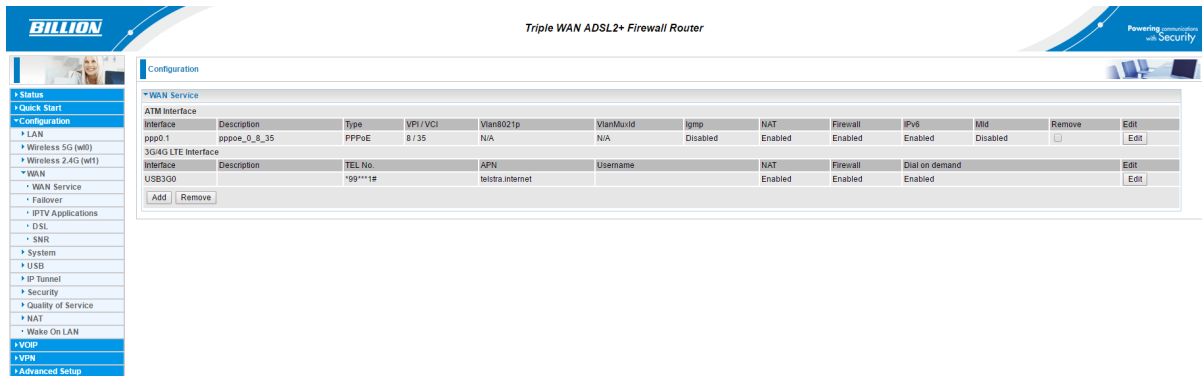 BILLION
Triple WAN ADSL2+ Firewall Router
Powering communications
with Security
Configuration
Status
Quick Start
Configuration
LAN
Wireless 5G (wl0)
Wireless 2.4G (wl1)
WAN
WAN Service
Failover
IPTV Applications
DSL
SNR
System
USB
IP Tunnel
Security
Quality of Service
NAT
Wake On LAN
VOIP
VPN
Advanced Setup
WAN Service
ATM Interface
Interface Description Type VPI / VCI Vlan8021p VlanMuxId Igmp NAT Firewall IPv6 Mld Remove Edit
ppp0.1 pppoe_0_8_35 PPPoE 8 / 35 N/A N/A Disabled Enabled Enabled Enabled Disabled Edit
3G/4G LTE Interface
Interface Description TEL No. APN Username NAT Firewall Dial on demand Edit
USB3G0 *99***1# telstra.internet Enabled Enabled Enabled Edit
Add Remove